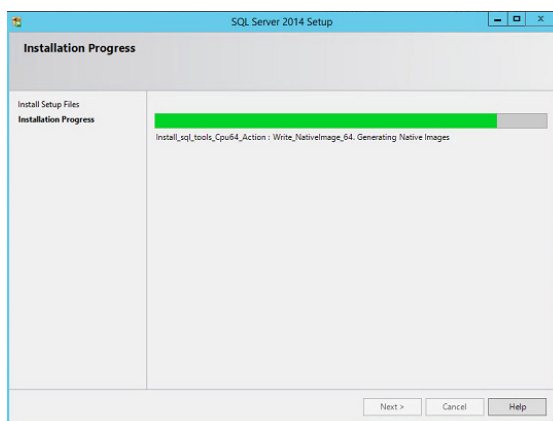 SQL Server 2014 Setup
Installation Progress
Install Setup Files
Installation Progress
Install_sql_tools_Cpu64_Action : Write_NativeImage_64. Generating Native Images
Next >
Cancel
Help